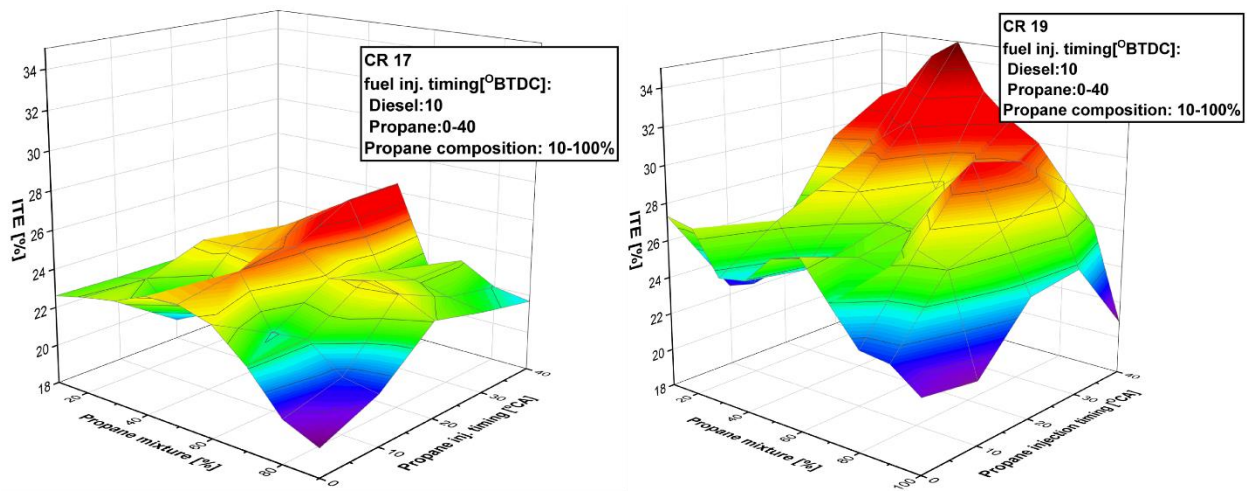 CR 17
fuel inj. timing[ᴼBTDC]:
Diesel:10
Propane:0-40
Propane composition: 10-100%
34
32
30
28
26
24
22
20
18
ITE [%]
20
40
60
80
Propane mixture [%]
0
10
20
30
40
Propane inj. timing [ᴼCA]
CR 19
fuel inj. timing[ᴼBTDC]:
Diesel:10
Propane:0-40
Propane composition: 10-100%
34
32
30
28
26
24
22
20
18
ITE [%]
20
40
60
80
100
Propane mixture [%]
0
10
20
30
40
Propane injection timing [ᴼCA]